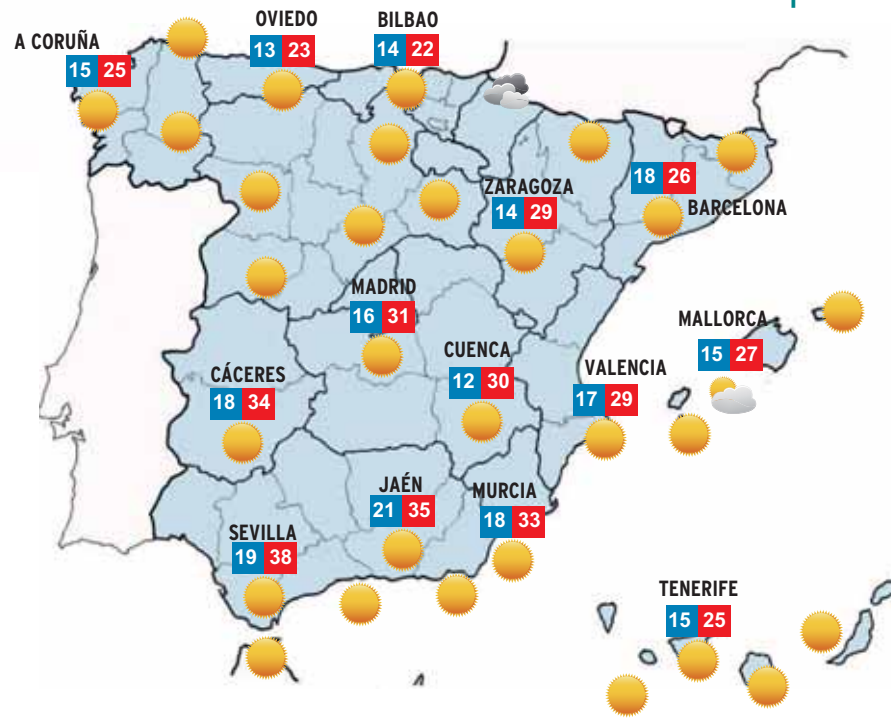 OVIEDO
13 23
BILBAO
14 22
A CORUÑA
15 25
ZARAGOZA
14 29
18 26
BARCELONA
MADRID
16 31
MALLORCA
15 27
CUENCA
12 30
VALENCIA
17 29
CÁCERES
18 34
JAÉN
21 35
MURCIA
18 33
SEVILLA
19 38
TENERIFE
15 25